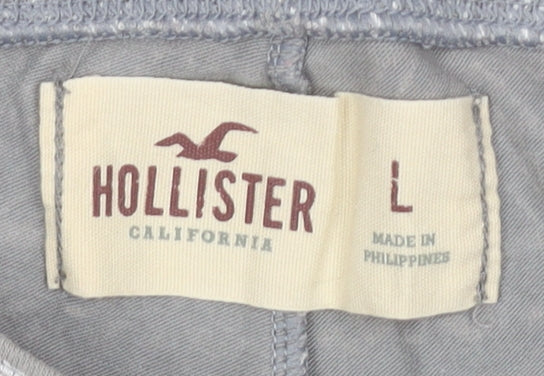 HOLLISTER
CALIFORNIA
L
MADE IN
PHILIPPINES